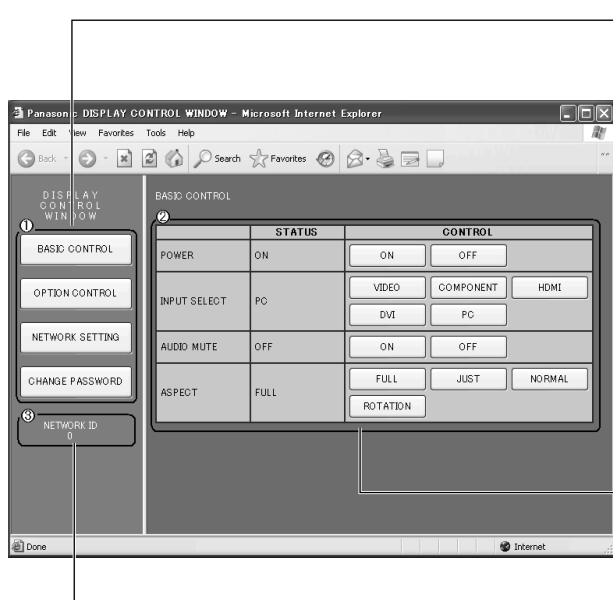 Panasonic DISPLAY CONTROL WINDOW - Microsoft Internet Explorer
File Edit View Favorites Tools Help
Back Search Favorites
DISPLAY
CONTROL
WINDOW
①
BASIC CONTROL
OPTION CONTROL
NETWORK SETTING
CHANGE PASSWORD
③
NETWORK ID
0
BASIC CONTROL
②
STATUS CONTROL
POWER ON ON OFF
INPUT SELECT PC VIDEO COMPONENT HDMI
DVI PC
AUDIO MUTE OFF ON OFF
ASPECT FULL FULL JUST NORMAL
ROTATION
Done Internet